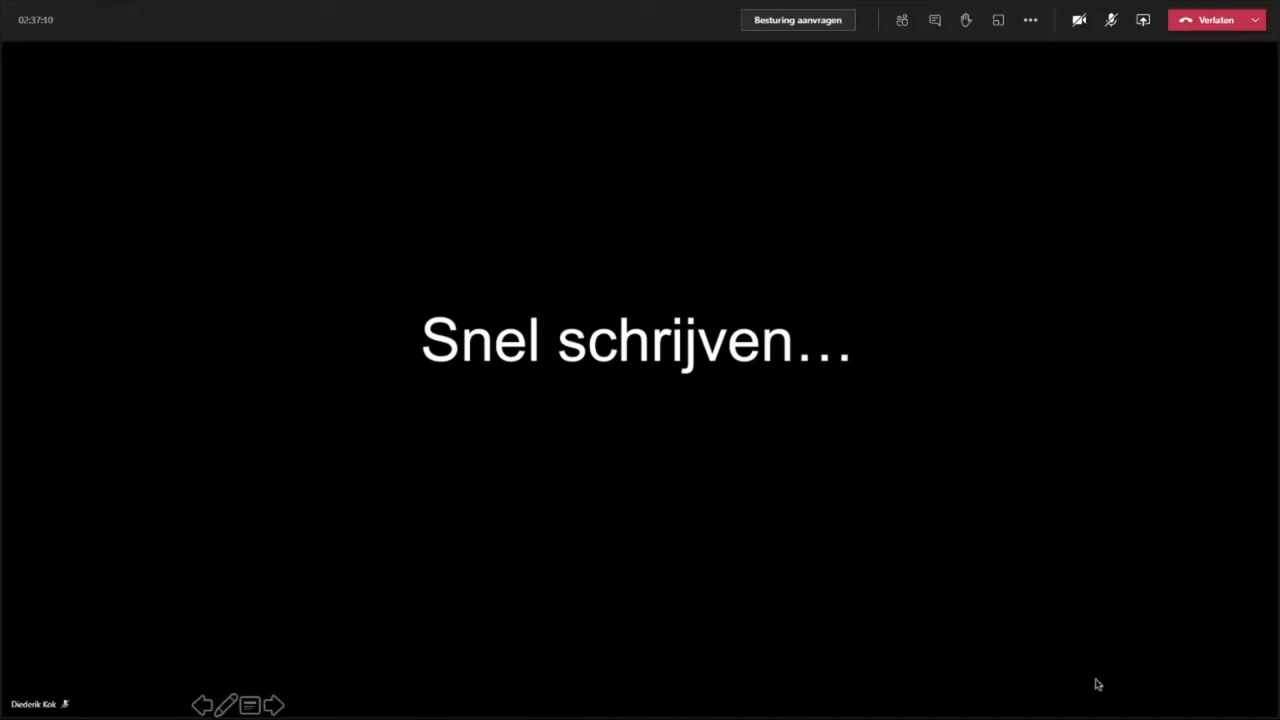 02:37:10
Besturing aanvragen
Verlaten
Snel schrijven...
Diederik Kok